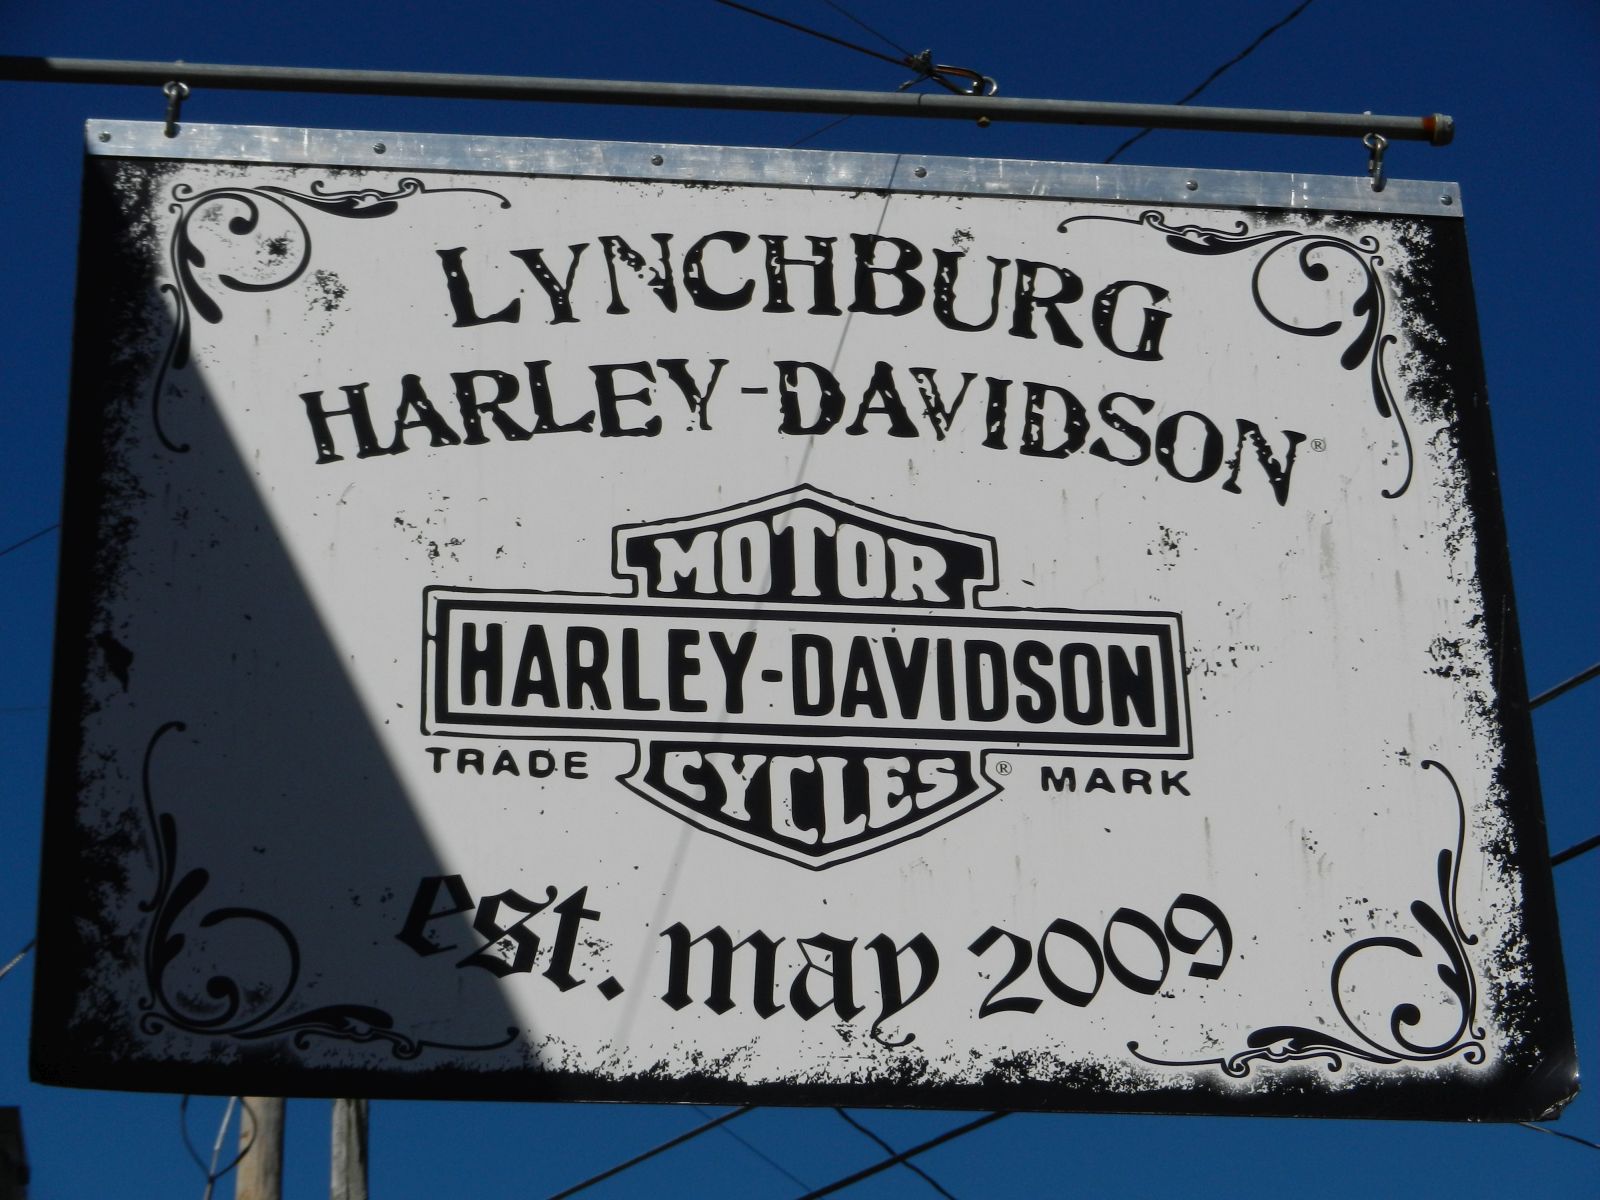 LYNCHBURG
HARLEY-DAVIDSON®
MOTOR
HARLEY-DAVIDSON
TRADE CYCLES® MARK
est. may 2009